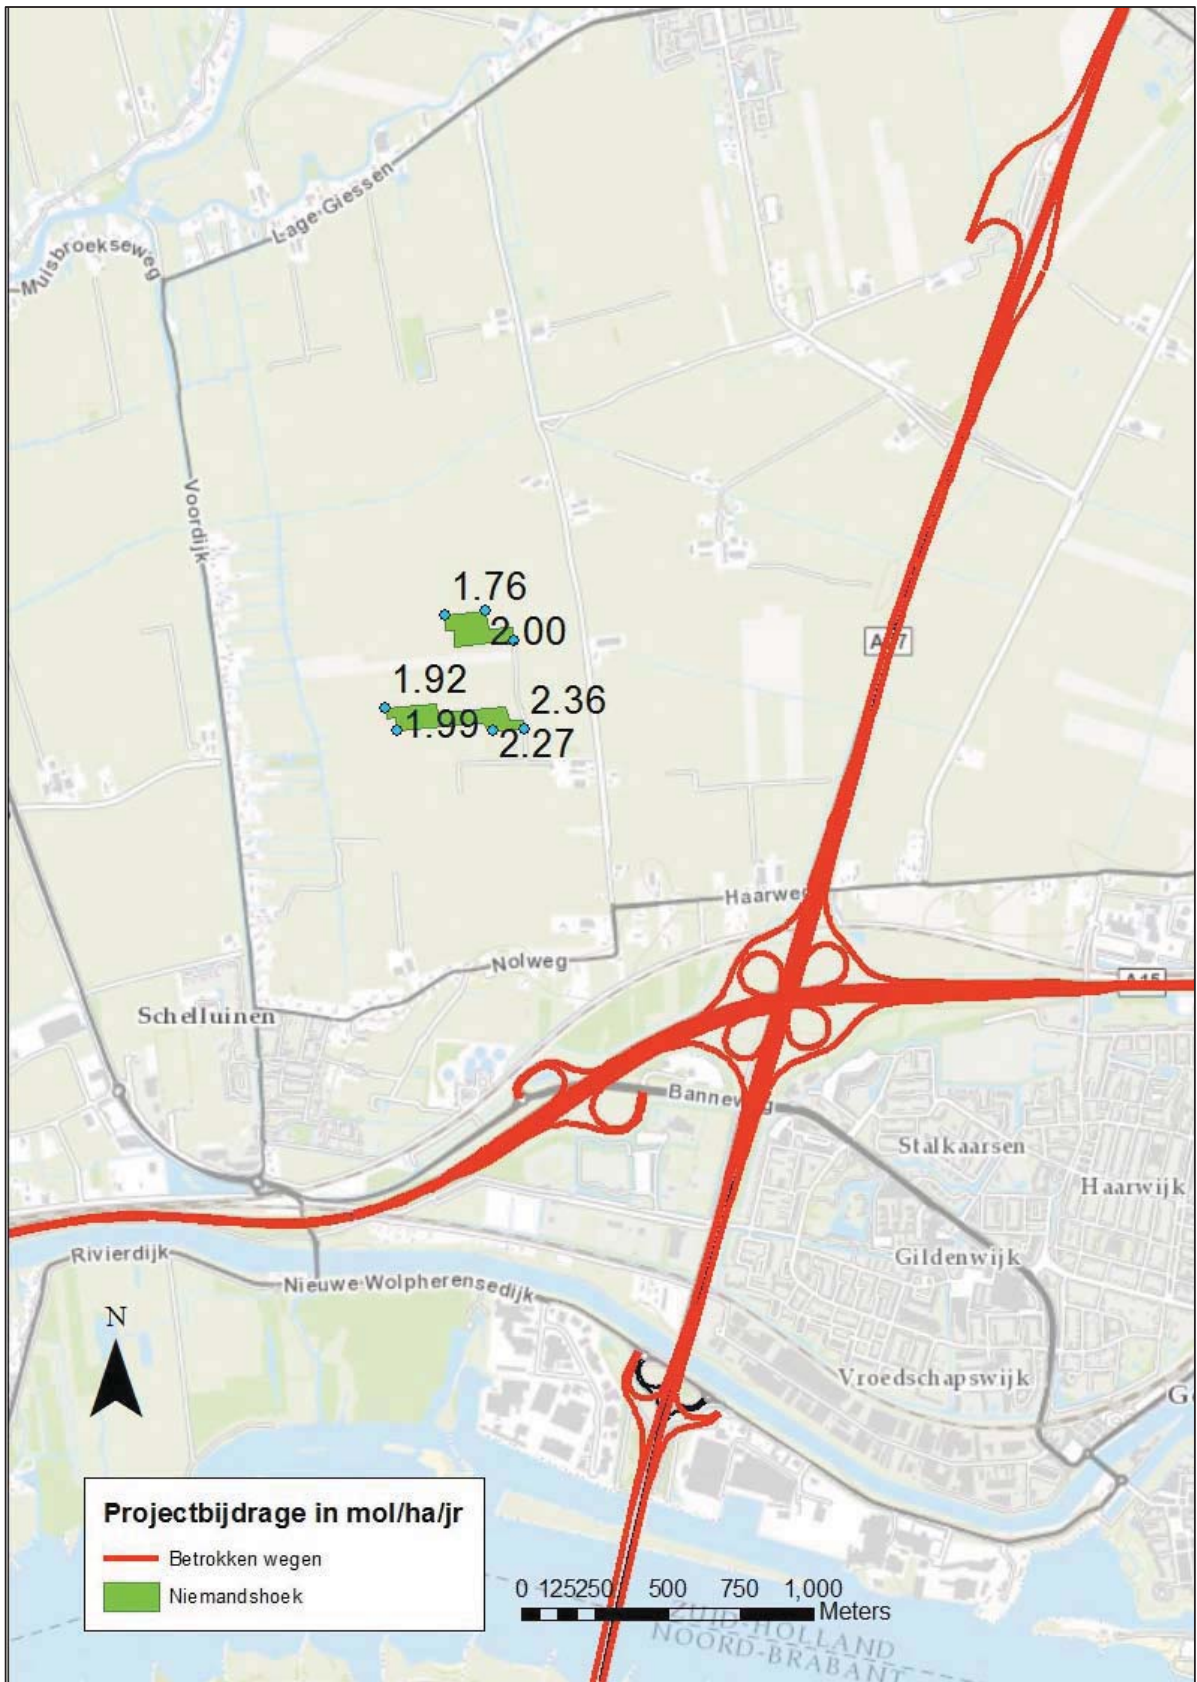 Lage Giessen
Muisbroekseweg
Voordijk
1.76
2.00
1.92
2.36
1.99
2.27
Haarweg
Nolweg
A15
Schelluinen
Banneweg
Stalkaarsen
Haarwijk
Rivierdijk
Gildenwijk
Nieuwe Wolpherensedijk
N
Vroedschapswijk
G
Projectbijdrage in mol/ha/jr
Betrokken wegen
Niemandshoek
0 125 250 500 750 1,000
Meters
ZUID-HOLLAND
NOORD-BRABANT